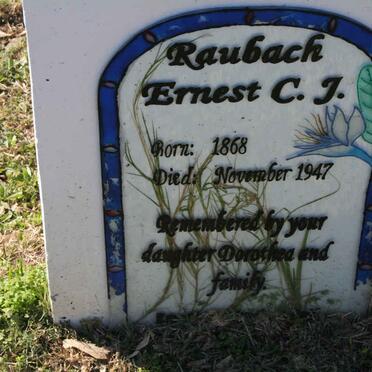 Raubach
Ernest C. J.
Born: 1868
Died: November 1947
Remembered by your
daughter Dorothea and
family